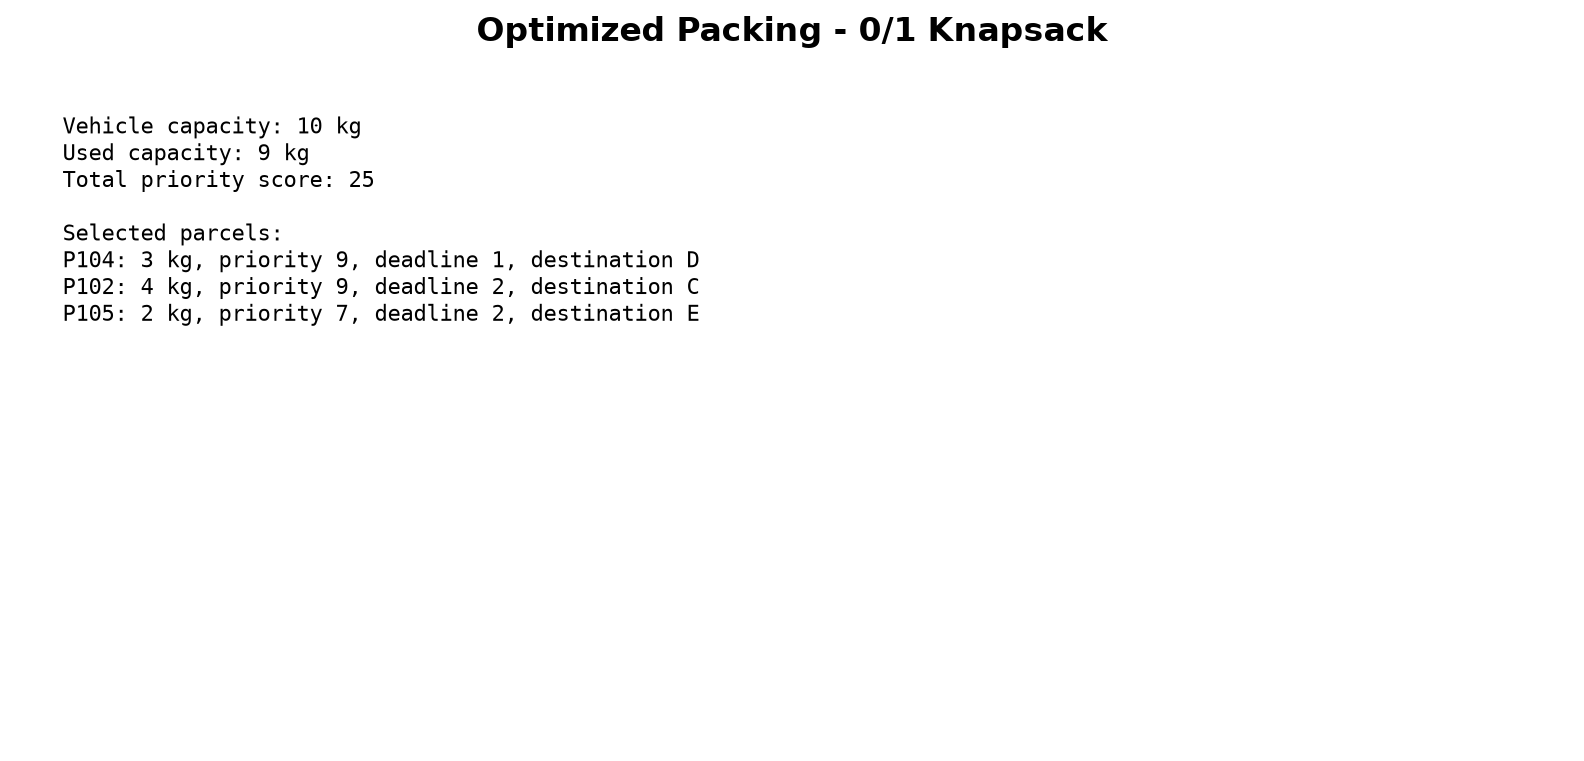 Optimized Packing - 0/1 Knapsack
Vehicle capacity: 10 kg
Used capacity: 9 kg
Total priority score: 25
Selected parcels:
P104: 3 kg, priority 9, deadline 1, destination D
P102: 4 kg, priority 9, deadline 2, destination C
P105: 2 kg, priority 7, deadline 2, destination E